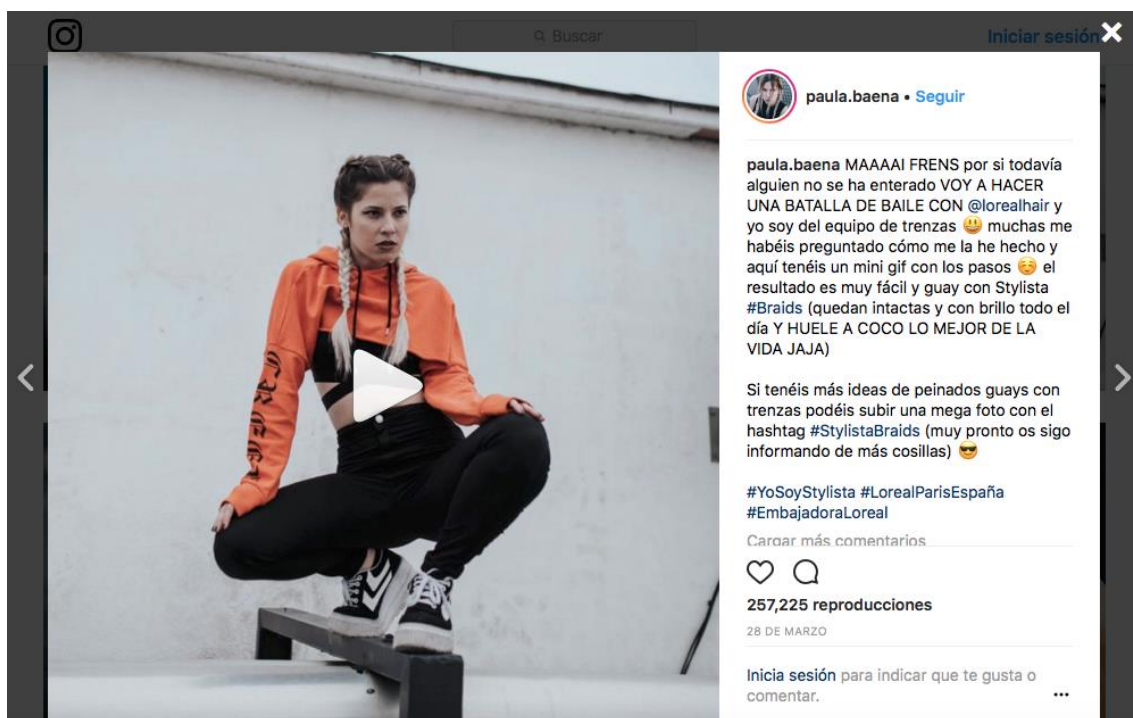 Buscar
Iniciar sesión
paula.baena • Seguir
paula.baena MAAAAI FRENS por si todavía
alguien no se ha enterado VOY A HACER
UNA BATALLA DE BAILE CON @lorealhair y
yo soy del equipo de trenzas 😃 muchas me
habéis preguntado cómo me la he hecho y
aquí tenéis un mini gif con los pasos ☺️ el
resultado es muy fácil y guay con Stylista
#Braids (quedan intactas y con brillo todo el
día Y HUELE A COCO LO MEJOR DE LA
VIDA JAJA)
Si tenéis más ideas de peinados guays con
trenzas podéis subir una mega foto con el
hashtag #StylistaBraids (muy pronto os sigo
informando de más cosillas) 😎
#YoSoyStylista #LorealParisEspaña
#EmbajadoraLoreal
Cargar más comentarios
257,225 reproducciones
28 DE MARZO
Inicia sesión para indicar que te gusta o
comentar.